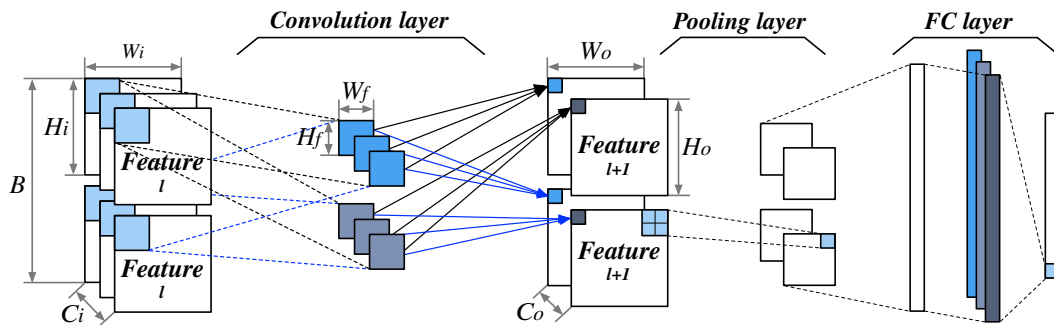 Convolution layer
Pooling layer
FC layer
Wi
Wo
Wf
Hi
Hf
Ho
B
Feature
l
Feature
l+1
Feature
l
Feature
l+1
Ci
Co